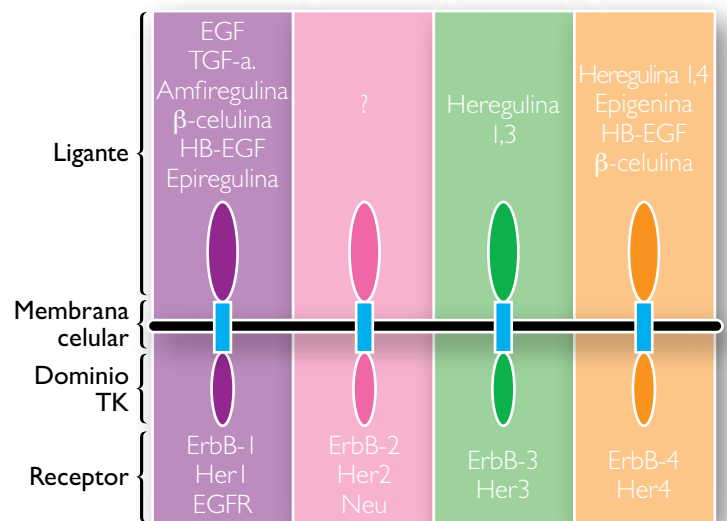 Ligante
EGF
TGF-a.
Amfiregulina
β-celulina
HB-EGF
Epiregulina
?
Heregulina
1,3
Heregulina 1,4
Epigenina
HB-EGF
β-celulina
Membrana
celular
Dominio
TK
Receptor
ErbB-1
Her1
EGFR
ErbB-2
Her2
Neu
ErbB-3
Her3
ErbB-4
Her4